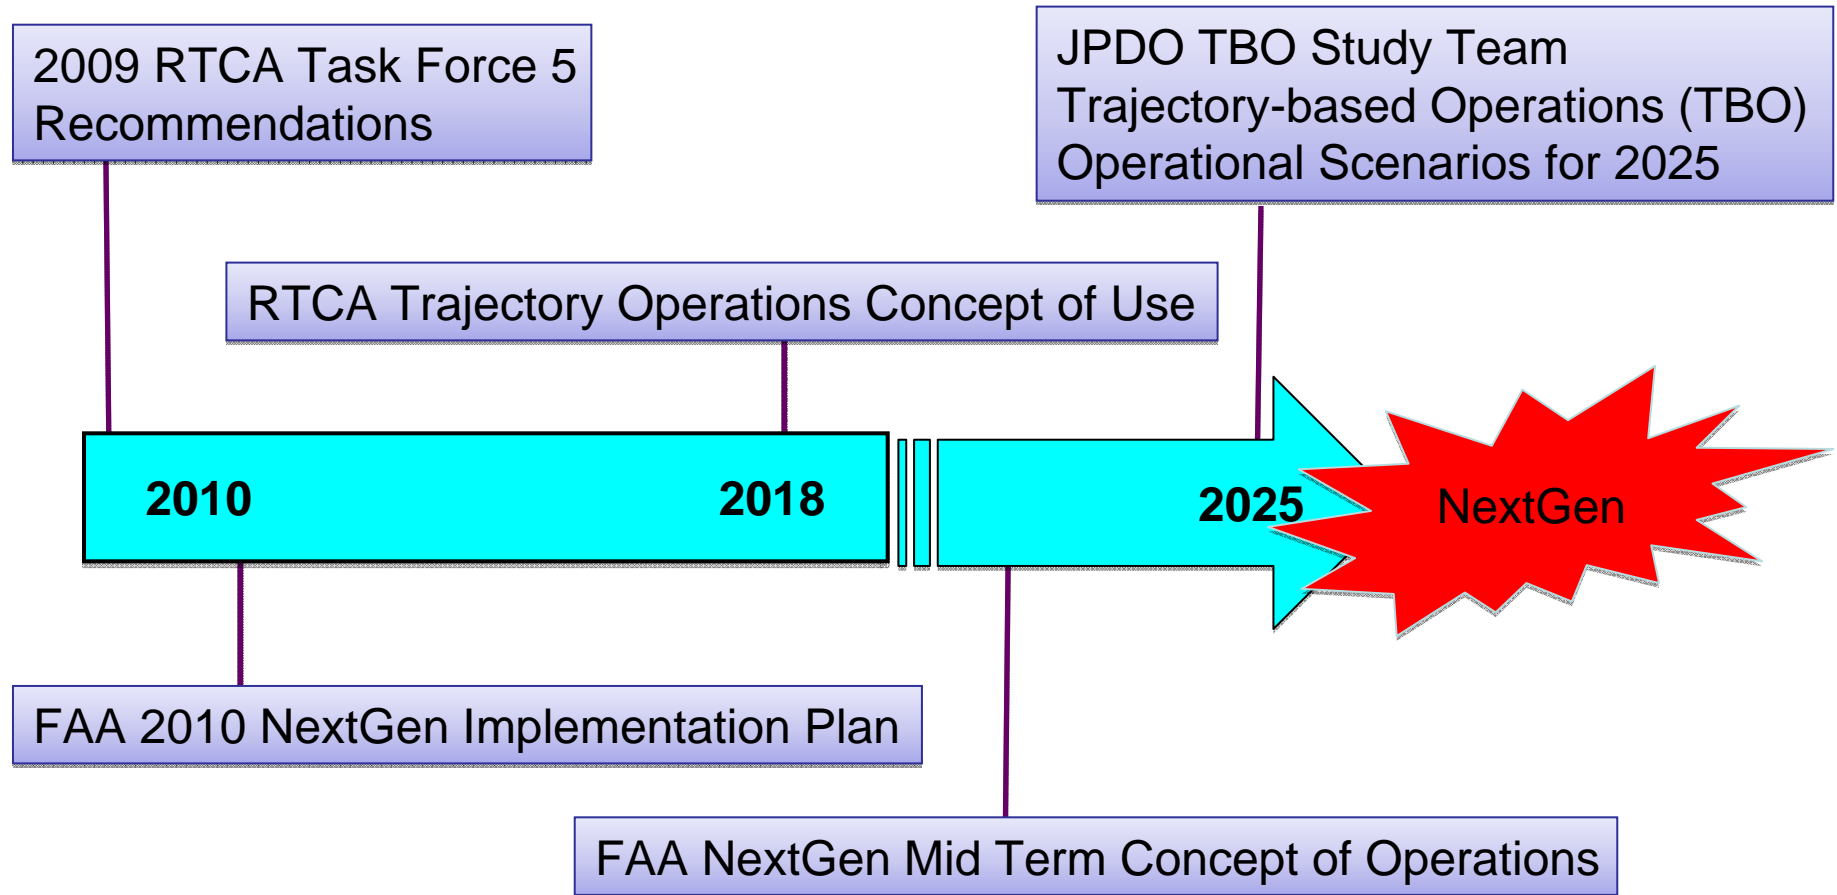 2009 RTCA Task Force 5
Recommendations
JPDO TBO Study Team
Trajectory-based Operations (TBO)
Operational Scenarios for 2025
RTCA Trajectory Operations Concept of Use
2010
2018
2025
NextGen
FAA 2010 NextGen Implementation Plan
FAA NextGen Mid Term Concept of Operations